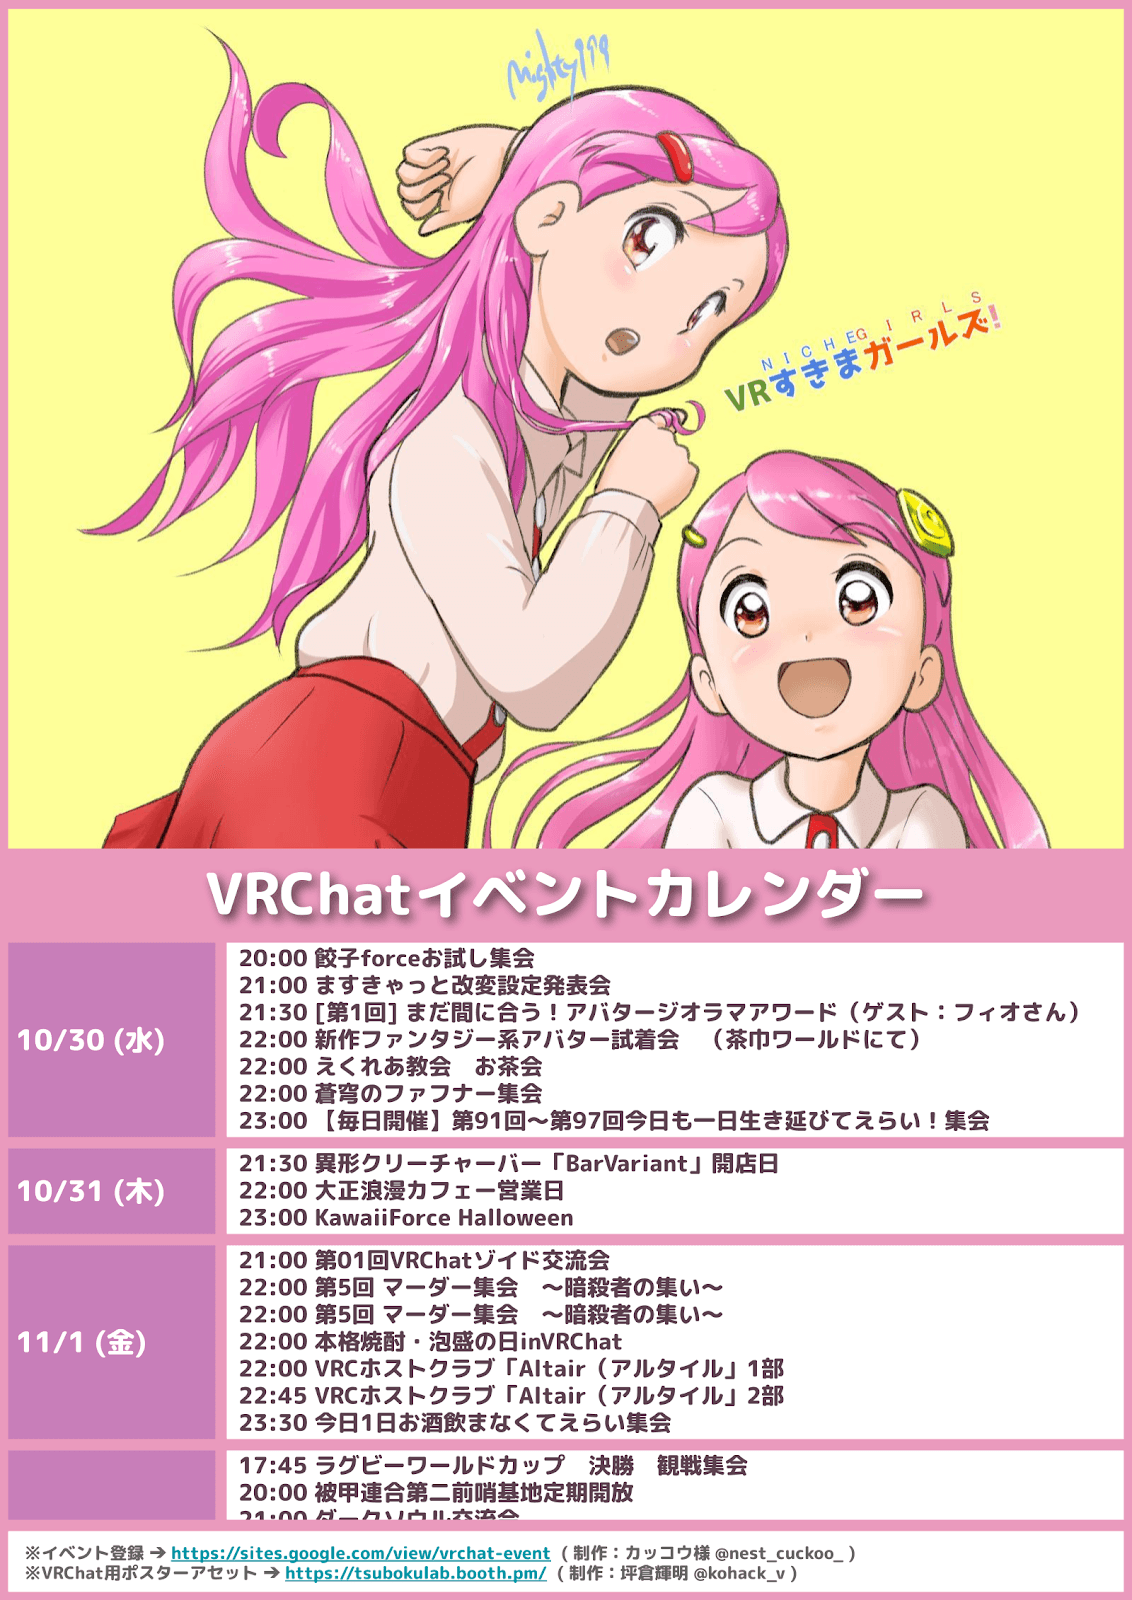 mighty999
NICHE GIRLS
VRすきまガールズ!
VRChatイベントカレンダー
10/30 (水)
20:00 餃子forceお試し集会
21:00 ますきゃっと改変設定発表会
21:30 [第1回] まだ間に合う！アバタージオラマアワード（ゲスト：フィオさん）
22:00 新作ファンタジー系アバター試着会　（茶巾ワールドにて）
22:00 えくれあ教会　お茶会
22:00 蒼穹のファフナー集会
23:00 【毎日開催】第91回～第97回今日も一日生き延びてえらい！集会
10/31 (木)
21:30 異形クリーチャーバー「BarVariant」開店日
22:00 大正浪漫カフェー営業日
23:00 KawaiiForce Halloween
11/1 (金)
21:00 第01回VRChatゾイド交流会
22:00 第5回 マーダー集会　～暗殺者の集い～
22:00 第5回 マーダー集会　～暗殺者の集い～
22:00 本格焼酎・泡盛の日inVRChat
22:00 VRCホストクラブ「Altair（アルタイル」1部
22:45 VRCホストクラブ「Altair（アルタイル」2部
23:30 今日1日お酒飲まなくてえらい集会
17:45 ラグビーワールドカップ　決勝　観戦集会
20:00 被甲連合第二前哨基地定期開放
21:00 ダークソウル交流会
※イベント登録 → https://sites.google.com/view/vrchat-event （制作：カッコウ様 @nest_cuckoo_）
※VRChat用ポスターアセット → https://tsubokulab.booth.pm/ （制作：坪倉輝明 @kohack_v）